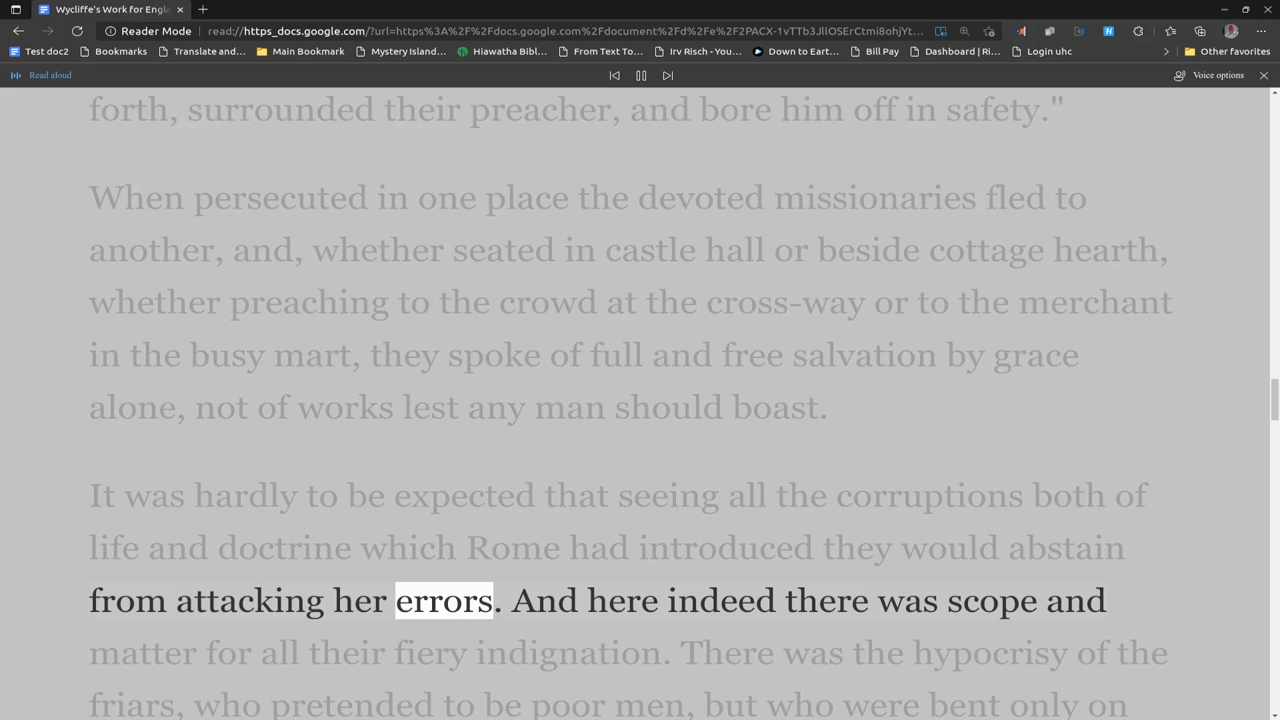 Wycliffe's Work for Engla
Reader Mode
read://https_docs.google.com/?url=https%3A%2F%2Fdocs.google.com%2Fdocument%2Fd%2Fe%2F2PACX-1vTTb3JllOSErCtmi8ohjYt...
Test doc2
Bookmarks
Translate and...
Main Bookmark
Mystery Island...
Hiawatha Bibl...
From Text To...
Irv Risch - You...
Down to Eart...
Bill Pay
Dashboard | Ri...
Login uhc
Other favorites
Read aloud
Voice options
forth, surrounded their preacher, and bore him off in safety."
When persecuted in one place the devoted missionaries fled to
another, and, whether seated in castle hall or beside cottage hearth,
whether preaching to the crowd at the cross-way or to the merchant
in the busy mart, they spoke of full and free salvation by grace
alone, not of works lest any man should boast.
It was hardly to be expected that seeing all the corruptions both of
life and doctrine which Rome had introduced they would abstain
from attacking her errors. And here indeed there was scope and
matter for all their fiery indignation. There was the hypocrisy of the
friars, who pretended to be poor men, but who were bent only on